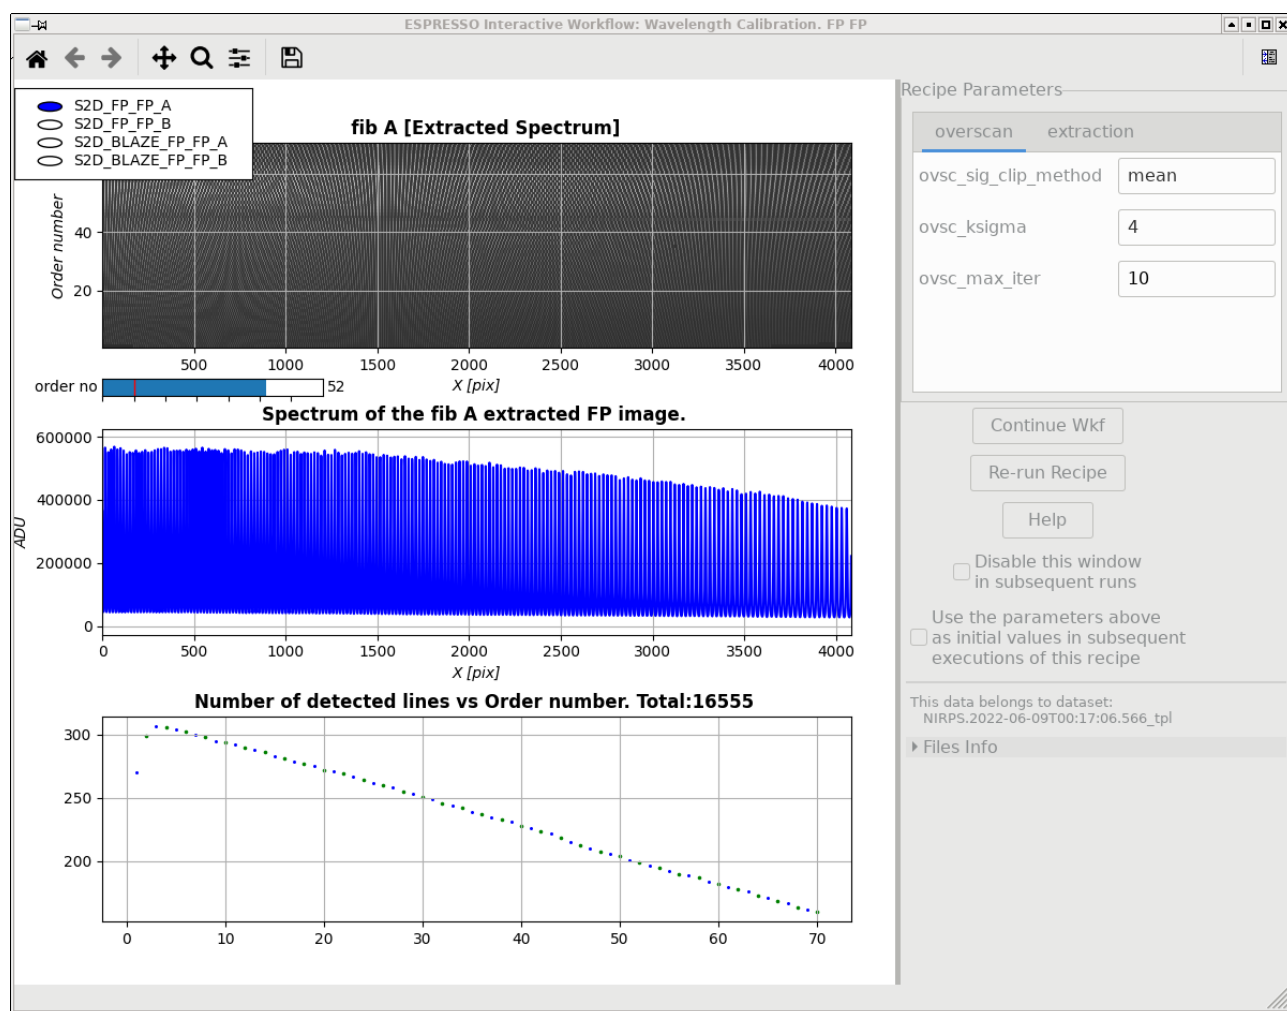 ESPRESSO Interactive Workflow: Wavelength Calibration. FP FP
S2D_FP_FP_A
S2D_FP_FP_B
S2D_BLAZE_FP_FP_A
S2D_BLAZE_FP_FP_B
fib A [Extracted Spectrum]
Order number
40
20
500 1000 1500 2000 2500 3000 3500 4000
X [pix]
order no 52
Spectrum of the fib A extracted FP image.
ADU
600000
400000
200000
0
0 500 1000 1500 2000 2500 3000 3500 4000
X [pix]
Number of detected lines vs Order number. Total:16555
300
250
200
0 10 20 30 40 50 60 70
Recipe Parameters
overscan extraction
ovsc_sig_clip_method mean
ovsc_ksigma 4
ovsc_max_iter 10
Continue Wkf
Re-run Recipe
Help
Disable this window
in subsequent runs
Use the parameters above
as initial values in subsequent
executions of this recipe
This data belongs to dataset:
NIRPS.2022-06-09T00:17:06.566_tpl
Files Info